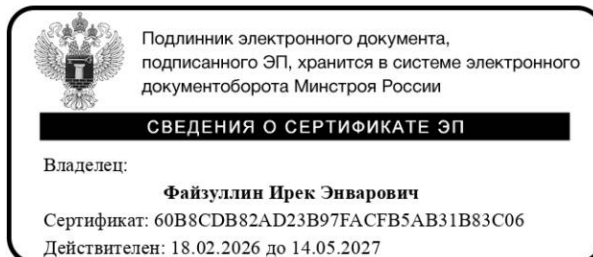 Подлинник электронного документа,
подписанного ЭП, хранится в системе электронного
документоборота Минстроя России
СВЕДЕНИЯ О СЕРТИФИКАТЕ ЭП
Владелец:
Файзуллин Ирек Энварович
Сертификат: 60B8CDB82AD23B97FACFB5AB31B83C06
Действителен: 18.02.2026 до 14.05.2027